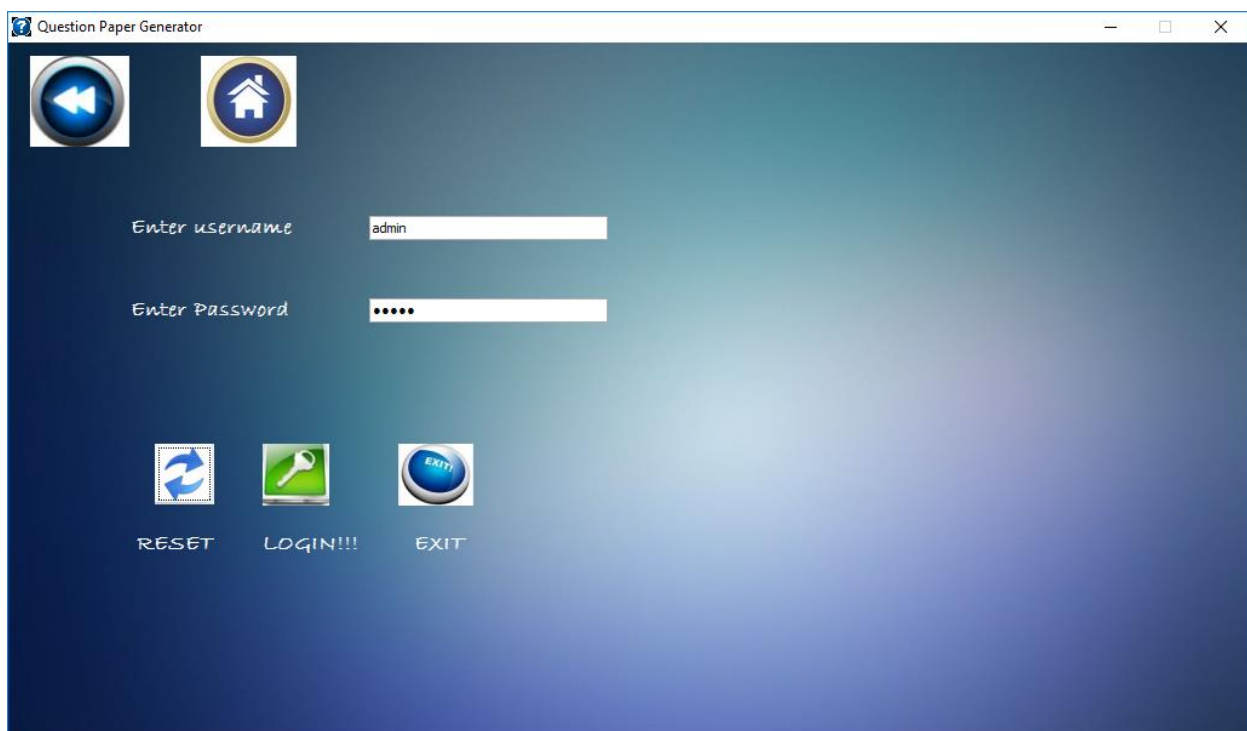 Question Paper Generator
Enter username admin
Enter Password •••••
EXIT!
RESET LOGIN!!! EXIT